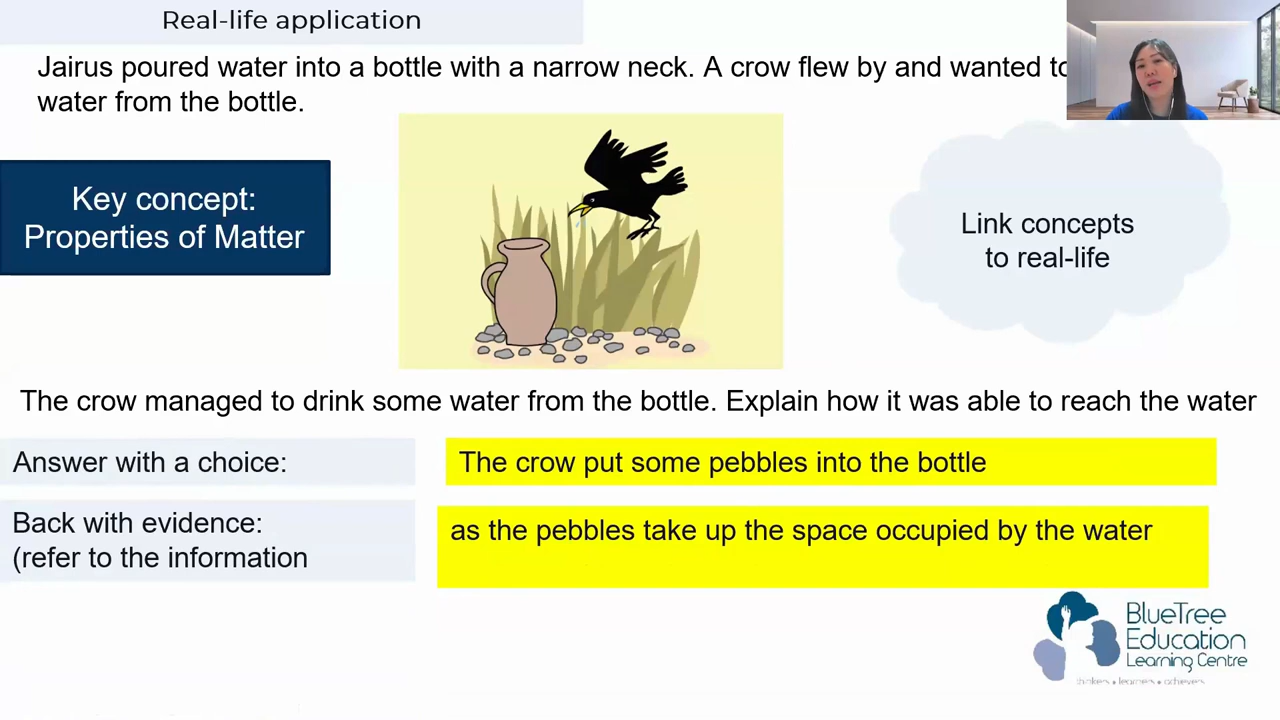 Real-life application
Jairus poured water into a bottle with a narrow neck. A crow flew by and wanted to
water from the bottle.
Key concept:
Properties of Matter
Link concepts
to real-life
The crow managed to drink some water from the bottle. Explain how it was able to reach the water
Answer with a choice:
The crow put some pebbles into the bottle
Back with evidence:
(refer to the information
as the pebbles take up the space occupied by the water
BlueTree
Education
Learning Centre
thinkers • learners • achievers